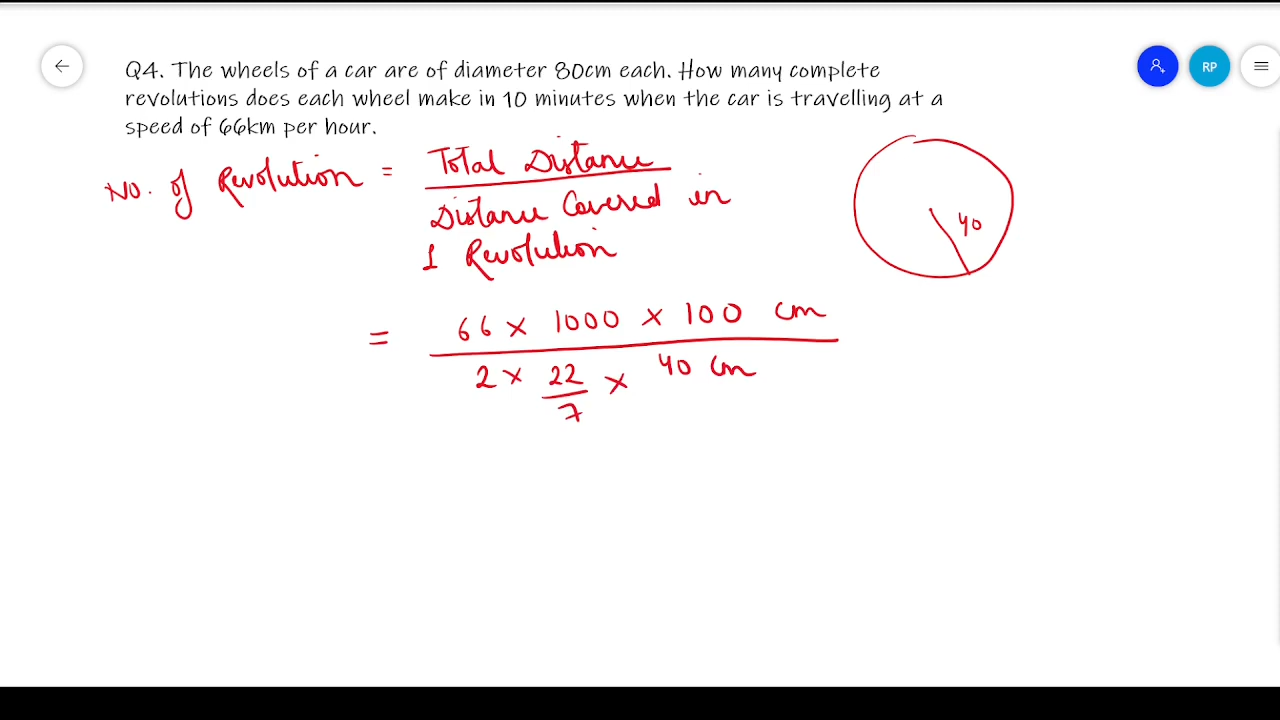 Q4. The wheels of a car are of diameter 80cm each. How many complete
revolutions does each wheel make in 10 minutes when the car is travelling at a
speed of 66km per hour.
RP
No. of Revolution = Total Distance
Distance Covered in
1 Revolution
40
= 66 × 1000 × 100 cm
2 × 22/7 × 40 cm